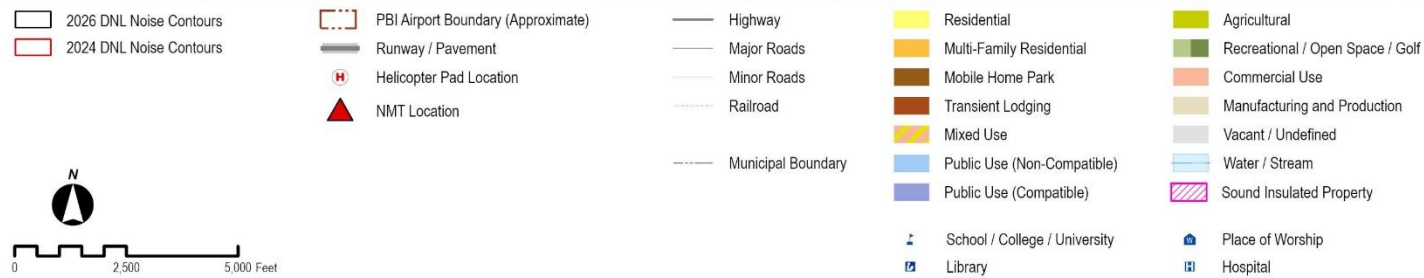 2026 DNL Noise Contours
2024 DNL Noise Contours
PBI Airport Boundary (Approximate)
Runway / Pavement
H Helicopter Pad Location
NMT Location
Highway
Major Roads
Minor Roads
Railroad
Municipal Boundary
Residential
Multi-Family Residential
Mobile Home Park
Transient Lodging
Mixed Use
Public Use (Non-Compatible)
Public Use (Compatible)
School / College / University
Library
Agricultural
Recreational / Open Space / Golf
Commercial Use
Manufacturing and Production
Vacant / Undefined
Water / Stream
Sound Insulated Property
W Place of Worship
H Hospital
N
0 2,500 5,000 Feet